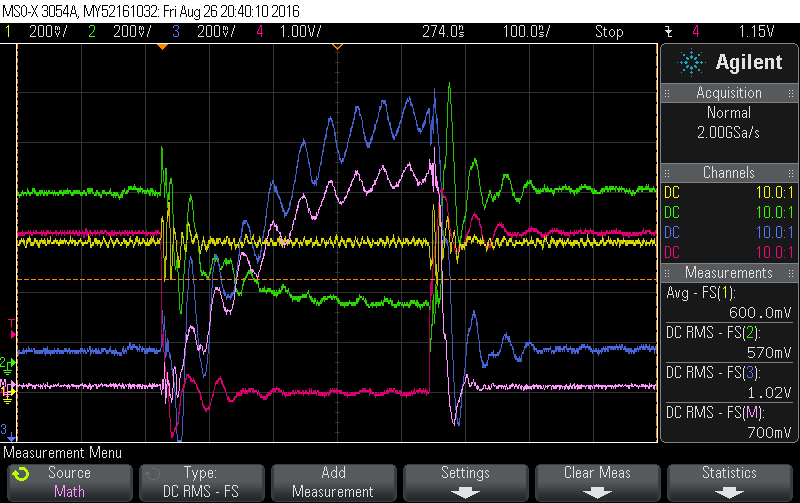 MSO-X 3054A, MY52161032: Fri Aug 26 20:40:10 2016
1 200%/ 2 200%/ 3 200%/ 4 1.00V/ 274.0s 100.0s/ Stop 4 1.15V
Agilent
Acquisition
Normal
2.00GSa/s
Channels
DC 10.0:1
DC 10.0:1
DC 10.0:1
DC 10.0:1
Measurements
Avg - FS(1):
600.0mV
DC RMS - FS(2):
570mV
DC RMS - FS(3):
1.02V
DC RMS - FS(M):
700mV
T
2
M
3
Measurement Menu
Source
Math
Type:
DC RMS - FS
Add
Measurement
Settings
Clear Meas
Statistics